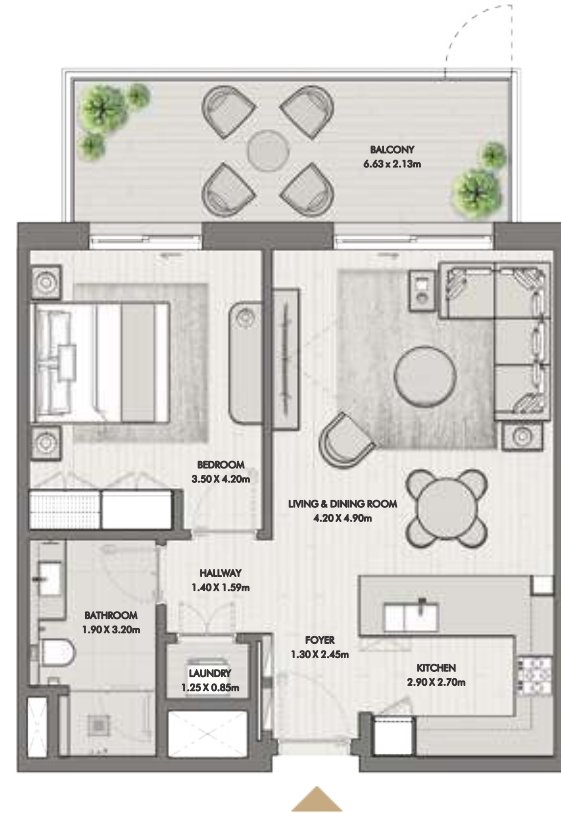 BALCONY
6.63 x 2.13m
BEDROOM
3.50 X 4.20m
LIVING & DINING ROOM
4.20 X 4.90m
HALLWAY
1.40 X 1.59m
BATHROOM
1.90 X 3.20m
FOYER
1.30 X 2.45m
LAUNDRY
1.25 X 0.85m
KITCHEN
2.90 X 2.70m